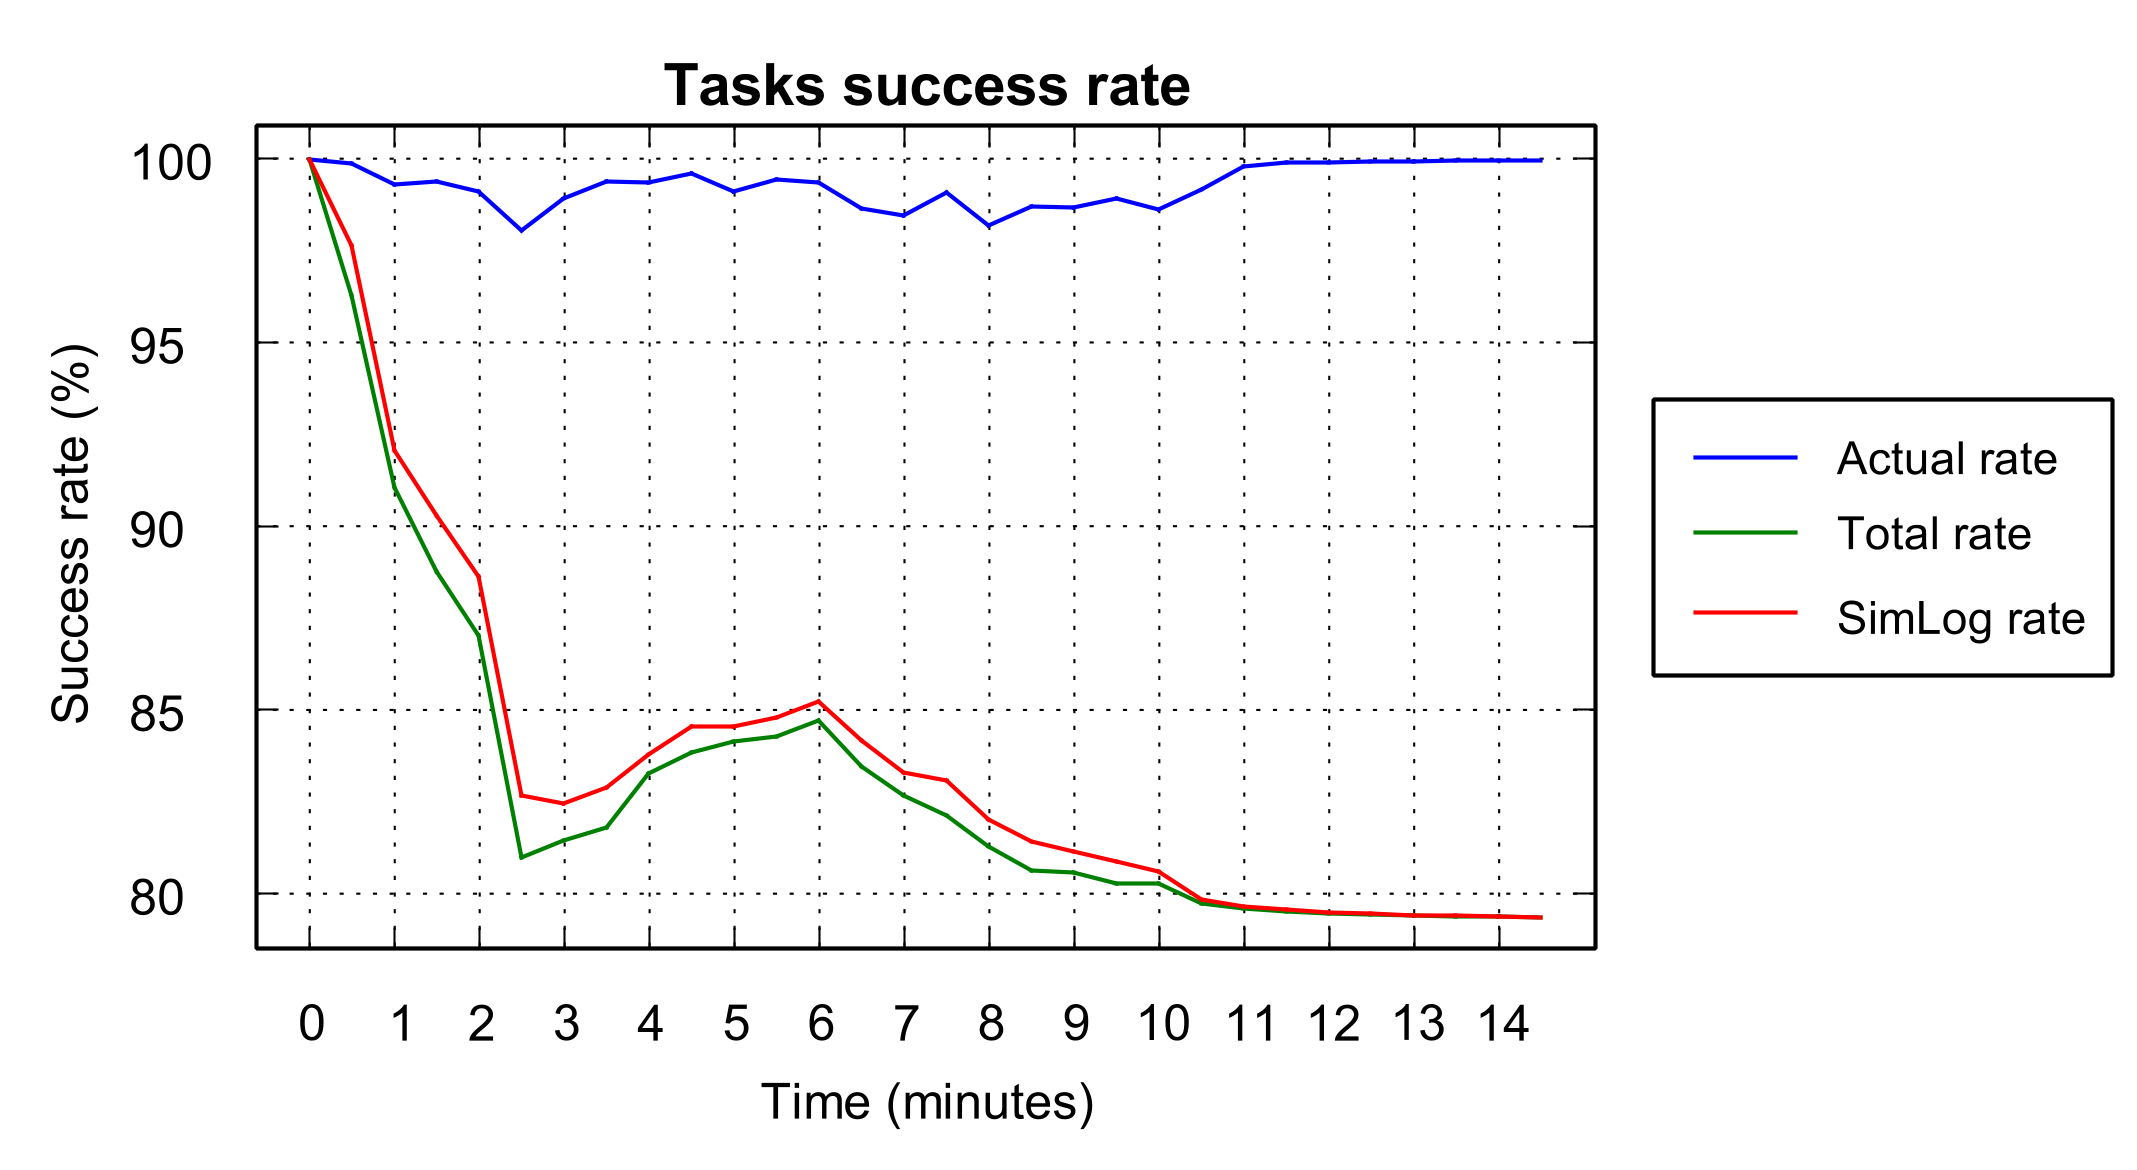 Tasks success rate
100
95
90
85
80
Success rate (%)
0 1 2 3 4 5 6 7 8 9 10 11 12 13 14
Time (minutes)
Actual rate
Total rate
SimLog rate